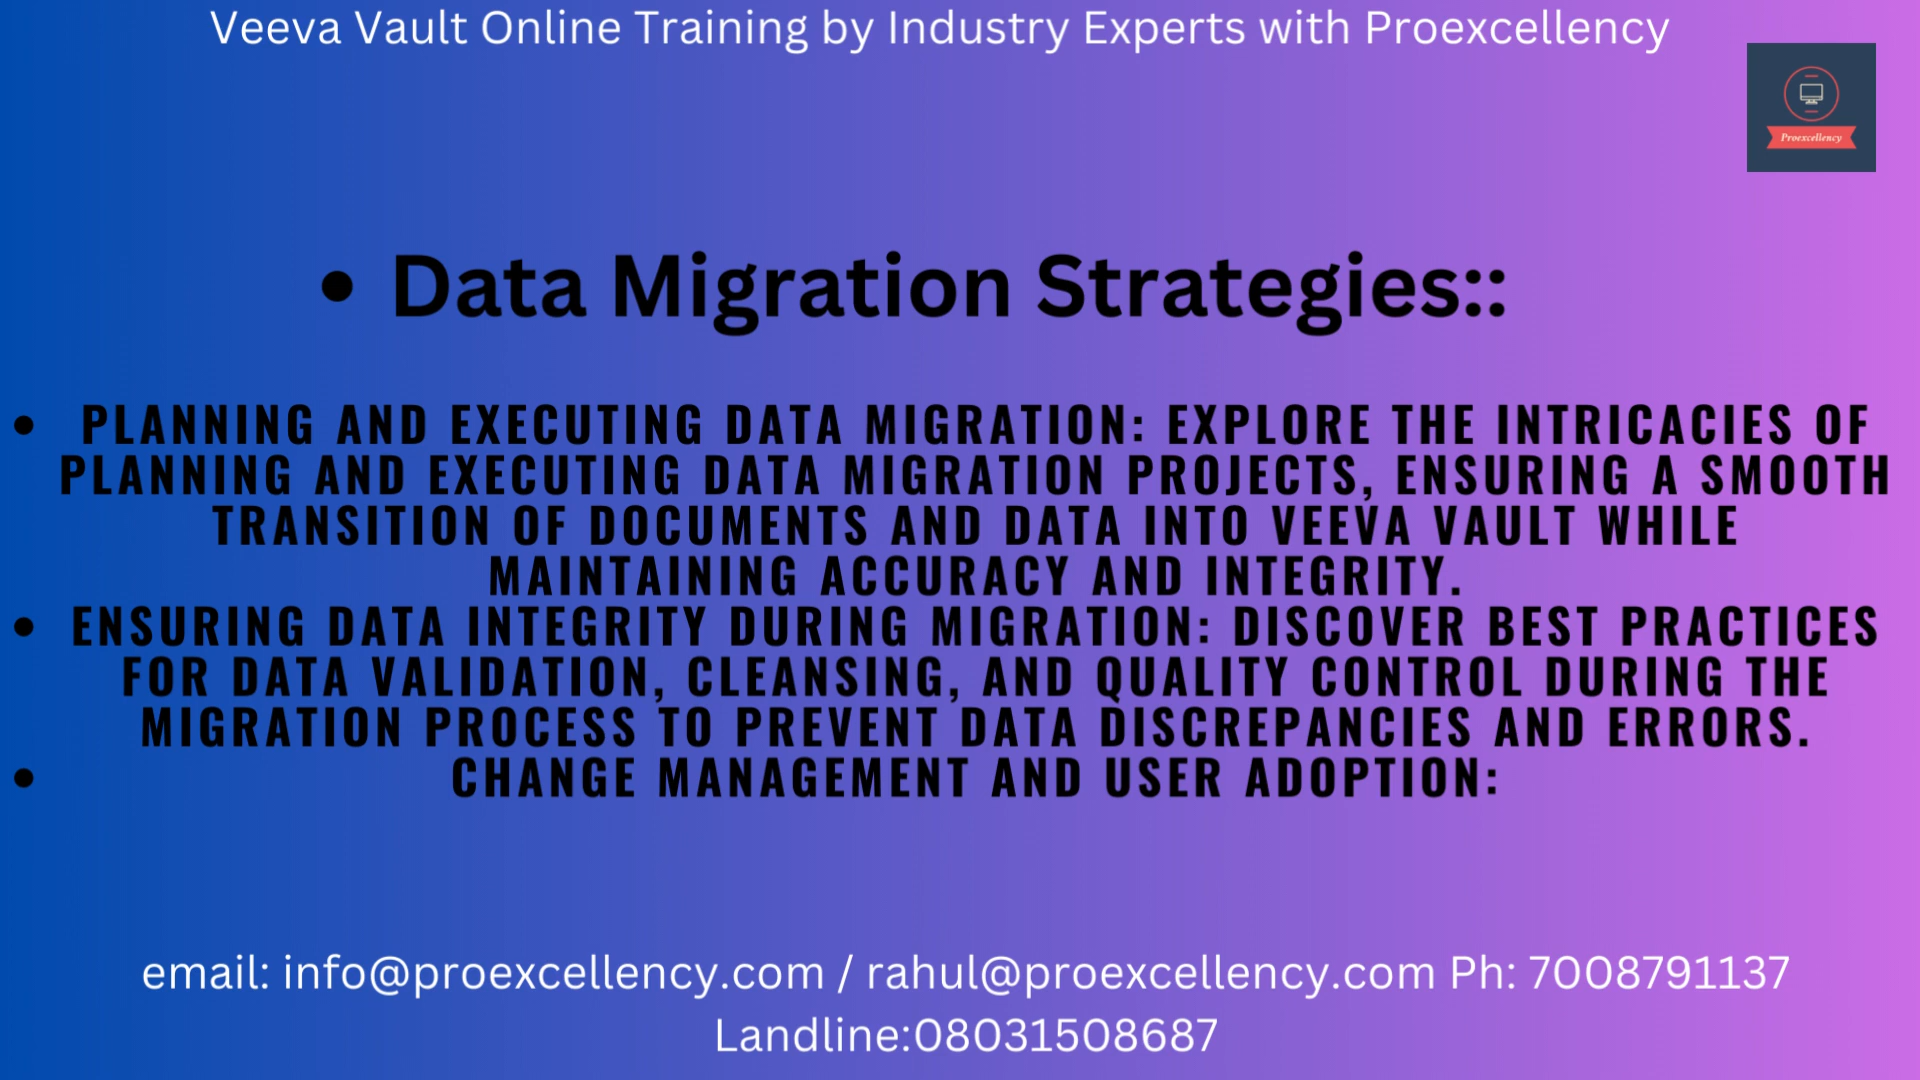 Veeva Vault Online Training by Industry Experts with Proexcellency
Proexcellency
• Data Migration Strategies::
• PLANNING AND EXECUTING DATA MIGRATION: EXPLORE THE INTRICACIES OF
PLANNING AND EXECUTING DATA MIGRATION PROJECTS, ENSURING A SMOOTH
TRANSITION OF DOCUMENTS AND DATA INTO VEEVA VAULT WHILE
MAINTAINING ACCURACY AND INTEGRITY.
• ENSURING DATA INTEGRITY DURING MIGRATION: DISCOVER BEST PRACTICES
FOR DATA VALIDATION, CLEANSING, AND QUALITY CONTROL DURING THE
MIGRATION PROCESS TO PREVENT DATA DISCREPANCIES AND ERRORS.
• CHANGE MANAGEMENT AND USER ADOPTION:
email: info@proexcellency.com / rahul@proexcellency.com Ph: 7008791137
Landline:08031508687